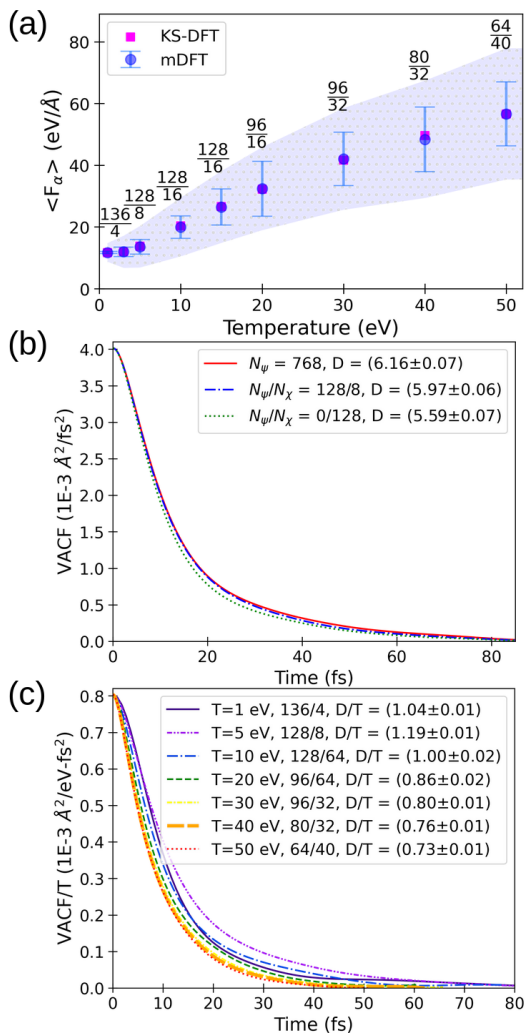 (a)
KS-DFT
mDFT
<F_α> (eV/Å)
80
60
40
20
0
136
4
128
8
128
16
128
16
96
16
96
32
80
32
64
40
0 10 20 30 40 50
Temperature (eV)
(b)
N_ψ = 768, D = (6.16±0.07)
N_ψ/N_χ = 128/8, D = (5.97±0.06)
N_ψ/N_χ = 0/128, D = (5.59±0.07)
VACF (1E-3 Å²/fs²)
4.0
3.5
3.0
2.5
2.0
1.5
1.0
0.5
0.0
0 20 40 60 80
Time (fs)
(c)
T=1 eV, 136/4, D/T = (1.04±0.01)
T=5 eV, 128/8, D/T = (1.19±0.01)
T=10 eV, 128/64, D/T = (1.00±0.02)
T=20 eV, 96/64, D/T = (0.86±0.02)
T=30 eV, 96/32, D/T = (0.80±0.01)
T=40 eV, 80/32, D/T = (0.76±0.01)
T=50 eV, 64/40, D/T = (0.73±0.01)
VACF/T (1E-3 Å²/eV-fs²)
0.8
0.7
0.6
0.5
0.4
0.3
0.2
0.1
0.0
0 10 20 30 40 50 60 70 80
Time (fs)